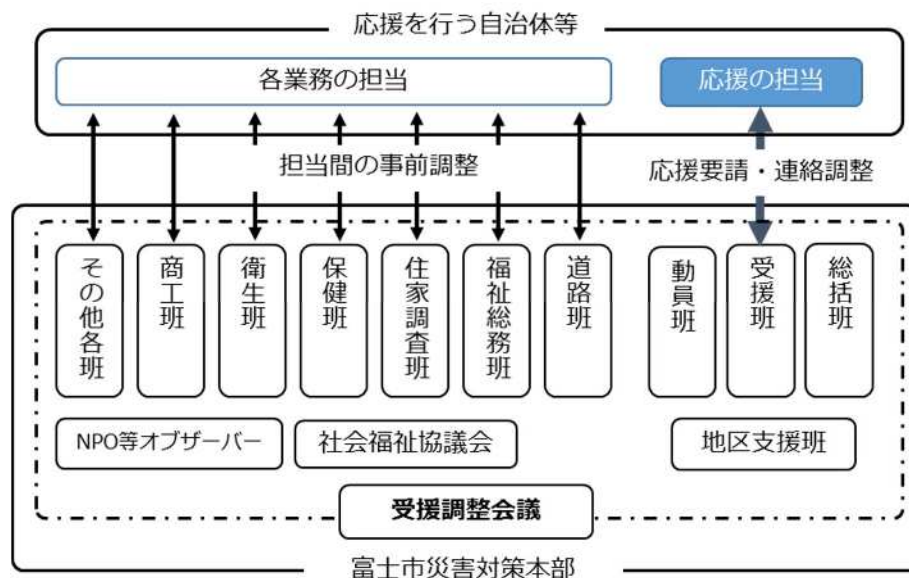 応援を行う自治体等
各業務の担当
応援の担当
担当間の事前調整
応援要請・連絡調整
その他各班
商工班
衛生班
保健班
住家調査班
福祉総務班
道路班
動員班
受援班
総括班
NPO等オブザーバー
社会福祉協議会
地区支援班
受援調整会議
富士市災害対策本部